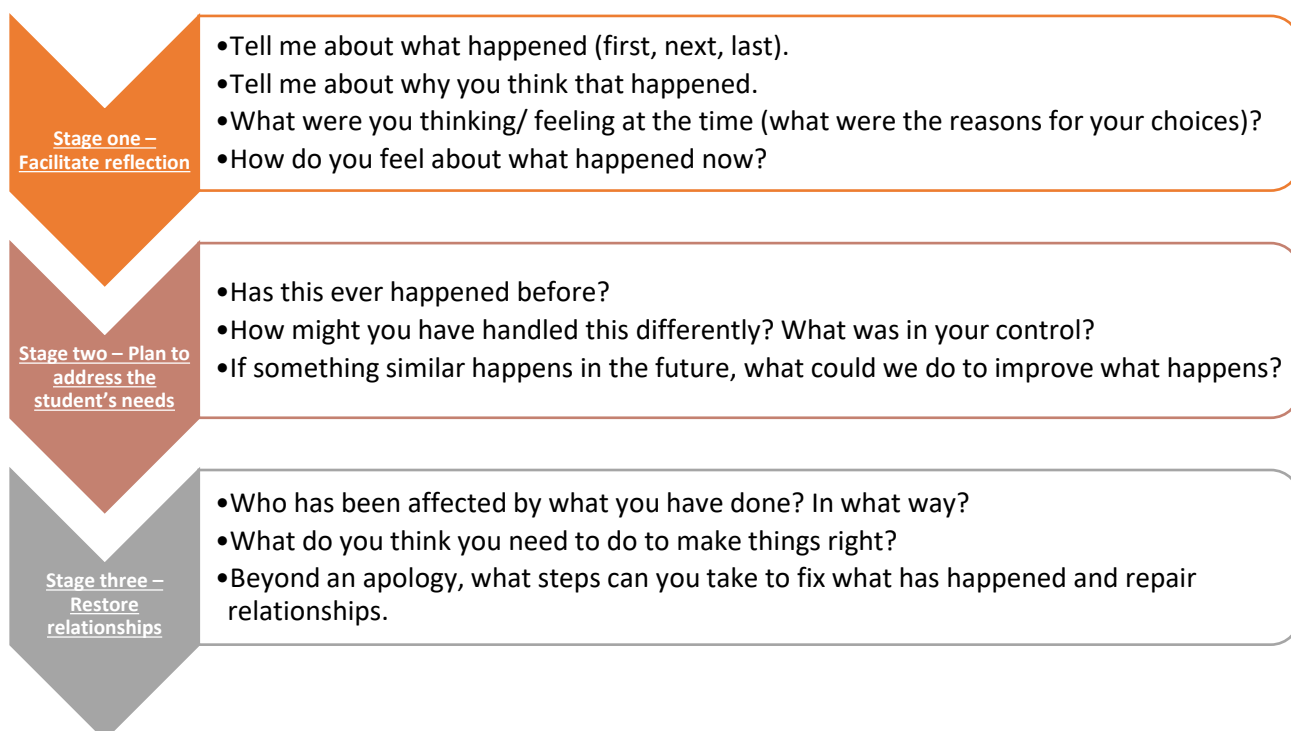 Stage one –
Facilitate reflection
•Tell me about what happened (first, next, last).
•Tell me about why you think that happened.
•What were you thinking/ feeling at the time (what were the reasons for your choices)?
•How do you feel about what happened now?
Stage two – Plan to
address the
student's needs
•Has this ever happened before?
•How might you have handled this differently? What was in your control?
•If something similar happens in the future, what could we do to improve what happens?
Stage three –
Restore
relationships
•Who has been affected by what you have done? In what way?
•What do you think you need to do to make things right?
•Beyond an apology, what steps can you take to fix what has happened and repair
relationships.